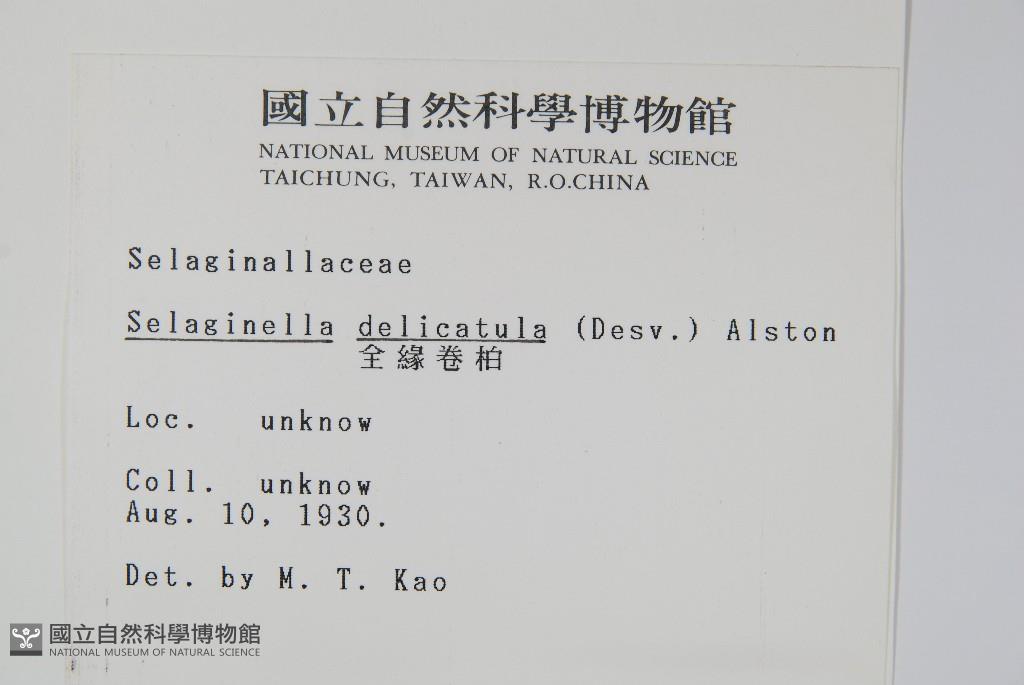 國立自然科學博物館
NATIONAL MUSEUM OF NATURAL SCIENCE
TAICHUNG, TAIWAN, R.O.CHINA
Selaginallaceae
Selaginella delicatula (Desv.) Alston
全緣卷柏
Loc. unknow
Coll. unknow
Aug. 10, 1930.
Det. by M. T. Kao
國立自然科學博物館
NATIONAL MUSEUM OF NATURAL SCIENCE